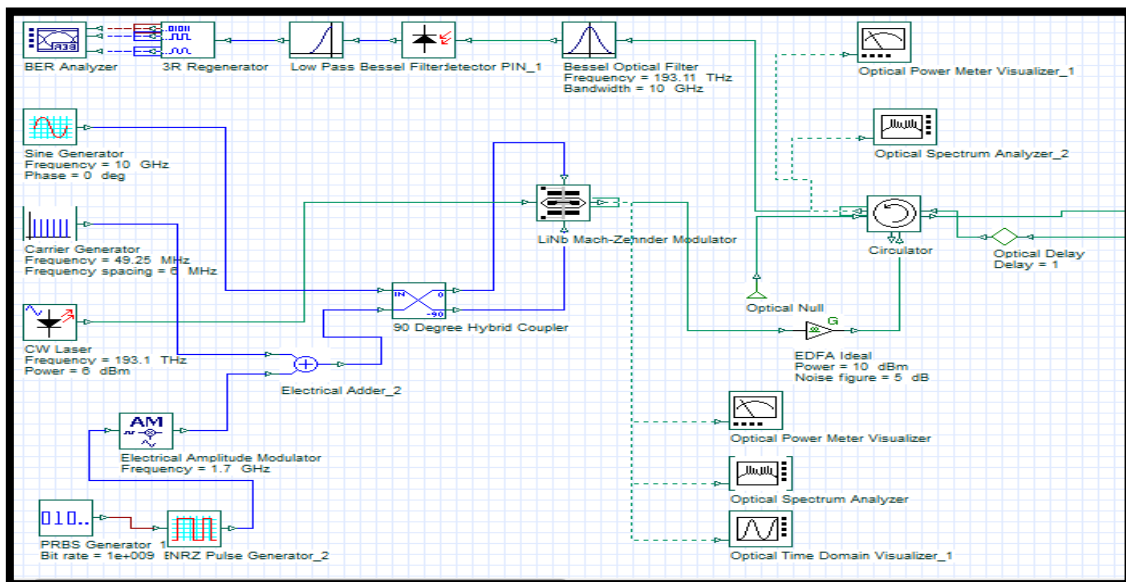 BER Analyzer
3R Regenerator
Low Pass Bessel Filter
etector PIN_1
Bessel Optical Filter
Frequency = 193.11 THz
Bandwidth = 10 GHz
Optical Power Meter Visualizer_1
Sine Generator
Frequency = 10 GHz
Phase = 0 deg
Optical Spectrum Analyzer_2
LiNb Mach-Zehnder Modulator
Circulator
Carrier Generator
Frequency = 49.25 MHz
Frequency spacing = 6 MHz
Optical Delay
Delay = 1
IN
0
-90
90 Degree Hybrid Coupler
Optical Null
CW Laser
Frequency = 193.1 THz
Power = 6 dBm
G
EDFA Ideal
Power = 10 dBm
Noise figure = 5 dB
Electrical Adder_2
AM
Electrical Amplitude Modulator
Frequency = 1.7 GHz
Optical Power Meter Visualizer
Optical Spectrum Analyzer
010..
PRBS Generator_1
Bit rate = 1e+009
NRZ Pulse Generator_2
Optical Time Domain Visualizer_1